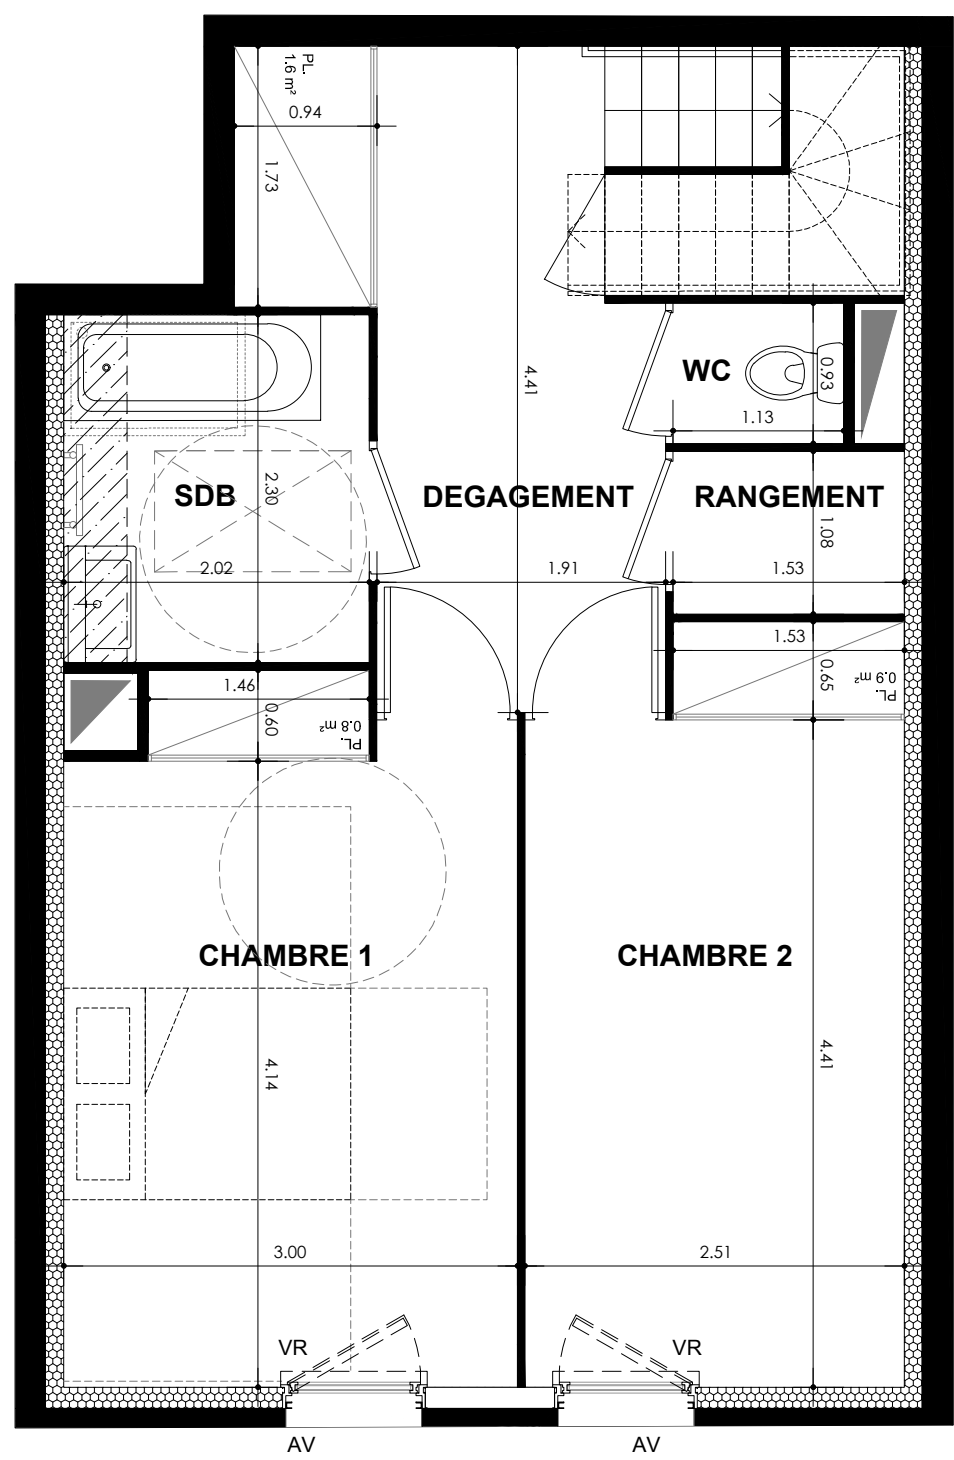 PL.
1.6 m²
0.94
1.73
4.41
WC
0.93
1.13
SDB
2.30
DEGAGEMENT
RANGEMENT
1.08
2.02
1.91
1.53
1.53
0.65
PL.
0.9 m²
1.46
0.60
PL.
0.8 m²
CHAMBRE 1
CHAMBRE 2
4.14
4.41
3.00
2.51
VR
VR
AV
AV